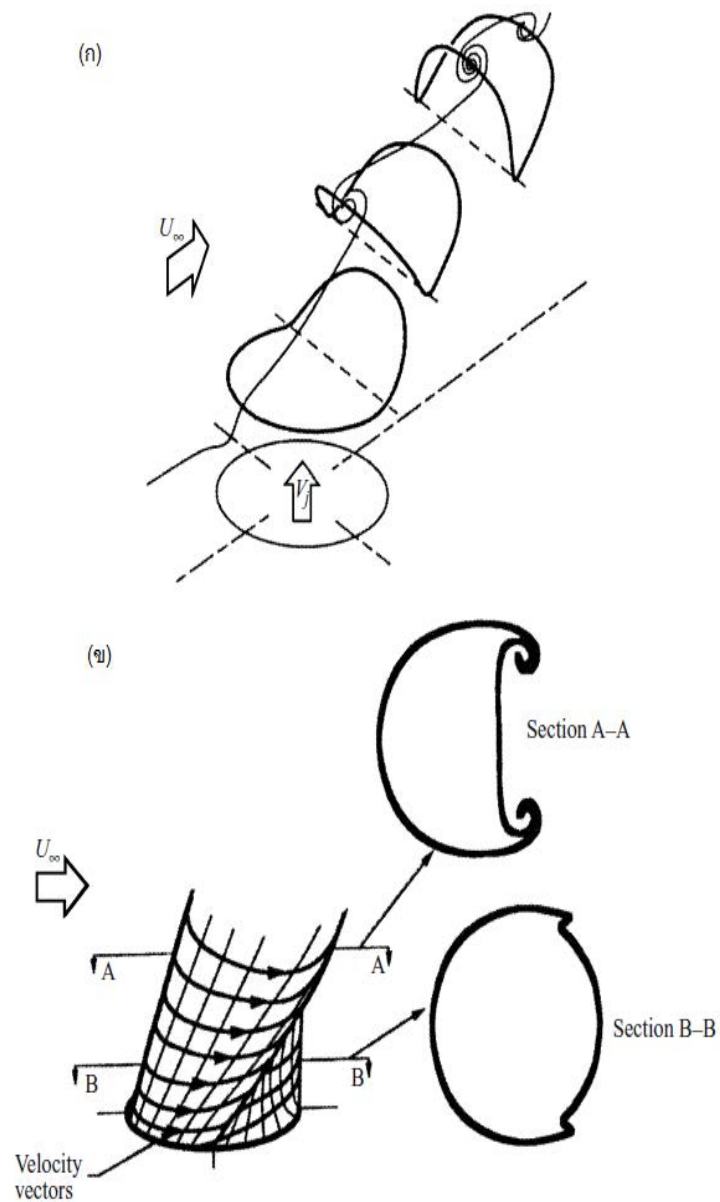 (ก)
U∞
Vj
(ข)
Section A–A
U∞
A
A
B
B
Section B–B
Velocity
vectors